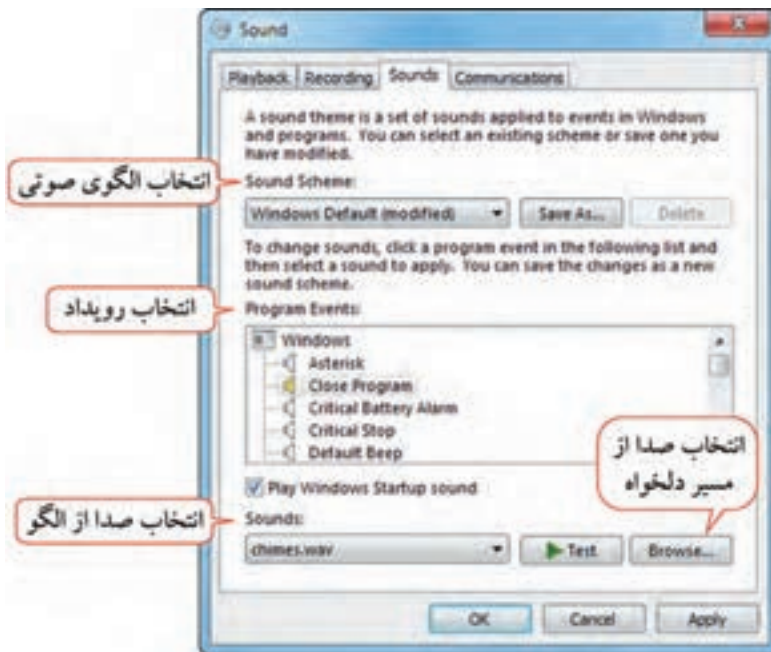 Sound
Playback Recording Sounds Communications
A sound theme is a set of sounds applied to events in Windows
and programs. You can select an existing scheme or save one you
have modified.
انتخاب الگوی صوتی
Sound Scheme:
Windows Default (modified) Save As... Delete
To change sounds, click a program event in the following list and
then select a sound to apply. You can save the changes as a new
sound scheme.
انتخاب رویداد
Program Events:
Windows
Asterisk
Close Program
Critical Battery Alarm
Critical Stop
Default Beep
انتخاب صدا از
مسیر دلخواه
Play Windows Startup sound
انتخاب صدا از الگو
Sounds:
chimes.wav Test Browse...
OK Cancel Apply